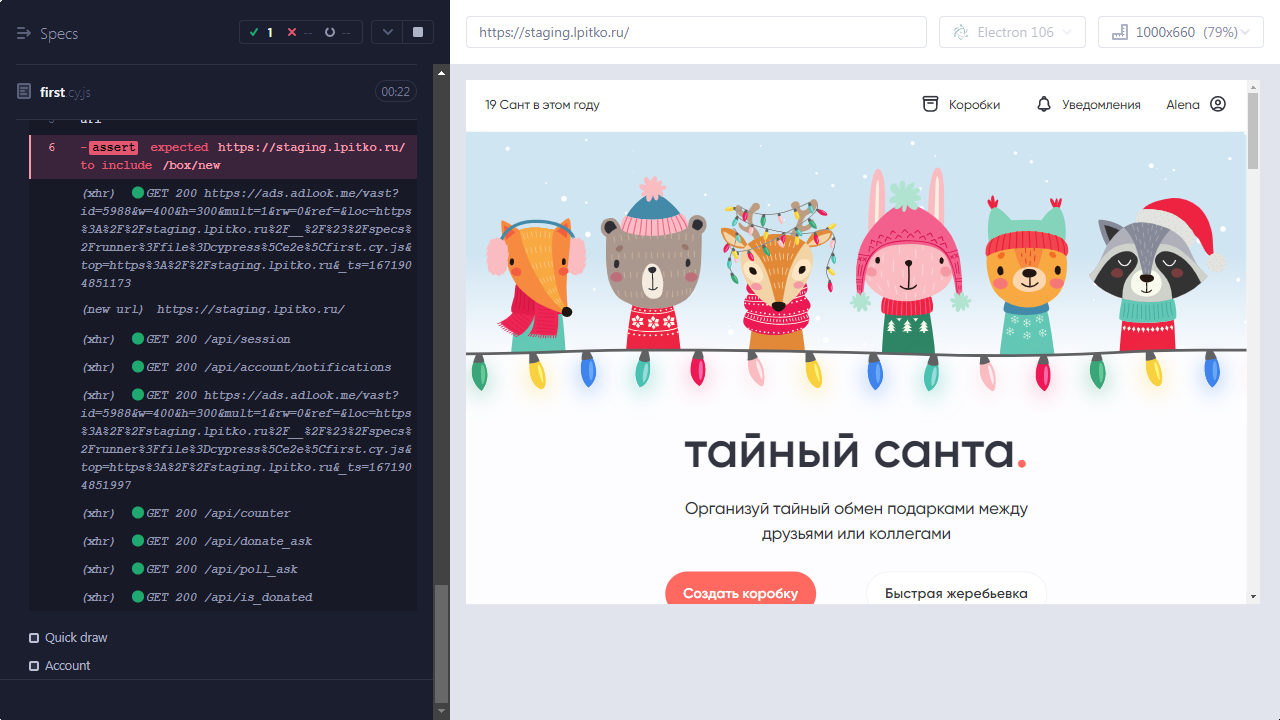 Specs
1
--
--
first.cy.js
00:22
url
6
-assert expected https://staging.lpitko.ru/
to include /box/new
(xhr) GET 200 https://ads.adlook.me/vast?
id=5988&w=400&h=300&mult=1&rw=0&ref=&loc=https
%3A%2F%2Fstaging.lpitko.ru%2F__%2F%23%2Fspecs%
2Frunner%3Ffile%3Dcypress%5Ce2e%5Cfirst.cy.js&
top=https%3A%2F%2Fstaging.lpitko.ru&_ts=167190
4851173
(new url) https://staging.lpitko.ru/
(xhr) GET 200 /api/session
(xhr) GET 200 /api/account/notifications
(xhr) GET 200 https://ads.adlook.me/vast?
id=5988&w=400&h=300&mult=1&rw=0&ref=&loc=https
%3A%2F%2Fstaging.lpitko.ru%2F__%2F%23%2Fspecs%
2Frunner%3Ffile%3Dcypress%5Ce2e%5Cfirst.cy.js&
top=https%3A%2F%2Fstaging.lpitko.ru&_ts=167190
4851997
(xhr) GET 200 /api/counter
(xhr) GET 200 /api/donate_ask
(xhr) GET 200 /api/poll_ask
(xhr) GET 200 /api/is_donated
Quick draw
Account
https://staging.lpitko.ru/
Electron 106
1000x660 (79%)
19 Сант в этом году
Коробки
Уведомления
Alena
тайный санта.
Организуй тайный обмен подарками между
друзьями или коллегами
Создать коробку
Быстрая жеребьевка